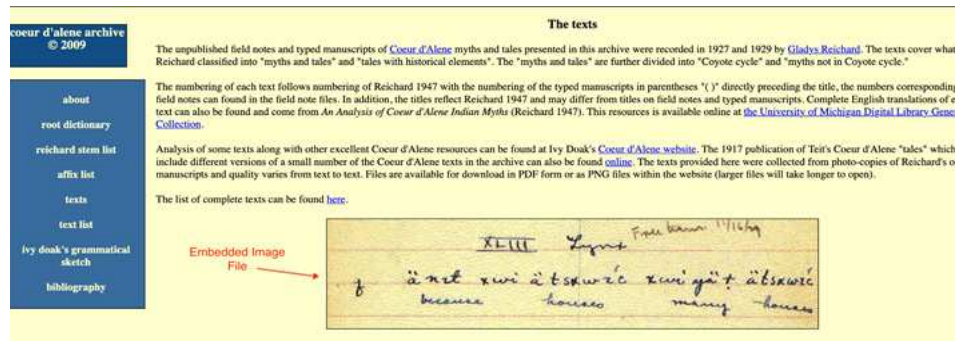 The texts
coeur d'alene archive
© 2009
about
root dictionary
reichard stem list
affix list
texts
text list
ivy doak's grammatical
sketch
bibliography
The unpublished field notes and typed manuscripts of Coeur d'Alene myths and tales presented in this archive were recorded in 1927 and 1929 by Gladys Reichard. The texts cover what
Reichard classified into "myths and tales" and "tales with historical elements". The "myths and tales" are further divided into "Coyote cycle" and "myths not in Coyote cycle."
The numbering of each text follows numbering of Reichard 1947 with the numbering of the typed manuscripts in parentheses "( )" directly preceding the title, the numbers corresponding
field notes can found in the field note files. In addition, the titles reflect Reichard 1947 and may differ from titles on field notes and typed manuscripts. Complete English translations of e
text can also be found and come from An Analysis of Coeur d'Alene Indian Myths (Reichard 1947). This resources is available online at the University of Michigan Digital Library Gene
Collection.
Analysis of some texts along with other excellent Coeur d'Alene resources can be found at Ivy Doak's Coeur d'Alene website. The 1917 publication of Teit's Coeur d'Alene "tales" which
include different versions of a small number of the Coeur d'Alene texts in the archive can also be found online. The texts provided here were collected from photo-copies of Reichard's o
manuscripts and quality varies from text to text. Files are available for download in PDF form or as PNG files within the website (larger files will take longer to open).
The list of complete texts can be found here.
Embedded Image
File
XLIII Lynx 11/16/29
xwi xwi
because houses many houses